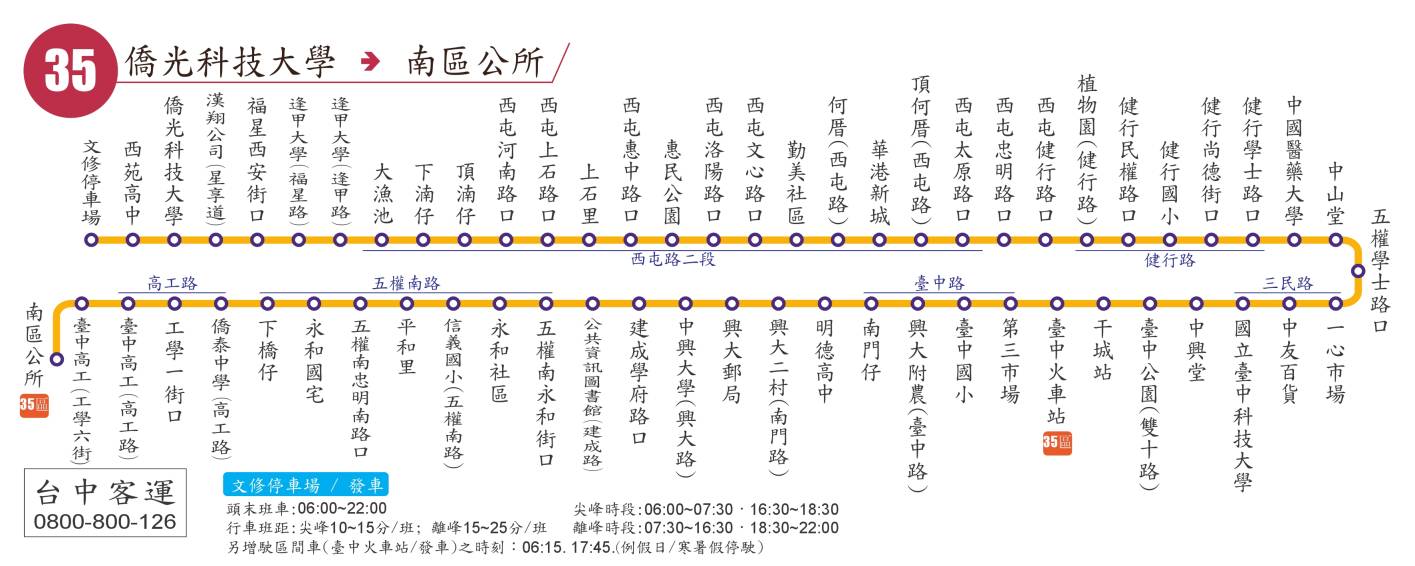 35 僑光科技大學 ➔ 南區公所
文修停車場
西苑高中
僑光科技大學
漢翔公司(星享道)
福星西安街口
逢甲大學(福星路)
逢甲大學(逢甲路)
大漁池
下湳仔
頂湳仔
西屯河南路口
西屯上石路口
上石里
西屯惠中路口
惠民公園
西屯洛陽路口
西屯文心路口
勤美社區
何厝(西屯路)
華港新城
頂何厝(西屯路)
西屯太原路口
西屯忠明路口
西屯健行路口
植物園(健行路)
健行民權路口
健行國小
健行尚德街口
健行學士路口
中國醫藥大學
中山堂
五權學士路口
西屯路二段
健行路
高工路
五權南路
臺中路
三民路
南區公所
35區
臺中高工(工學六街)
臺中高工(高工路)
工學一街口
僑泰中學(高工路)
下橋仔
永和國宅
五權南忠明南路口
平和里
信義國小(五權南路)
永和社區
五權南永和街口
公共資訊圖書館(建成路)
建成學府路口
中興大學(興大路)
興大郵局
興大二村(南門路)
明德高中
南門仔
興大附農(臺中路)
臺中國小
第三市場
臺中火車站
35區
干城站
臺中公園(雙十路)
中興堂
國立臺中科技大學
中友百貨
一心市場
台中客運
0800-800-126
文修停車場 / 發車
頭末班車:06:00~22:00
尖峰時段:06:00~07:30‧16:30~18:30
行車班距:尖峰10~15分/班; 離峰15~25分/班
離峰時段:07:30~16:30‧18:30~22:00
另增駛區間車(臺中火車站/發車)之時刻：06:15. 17:45.(例假日/寒暑假停駛)